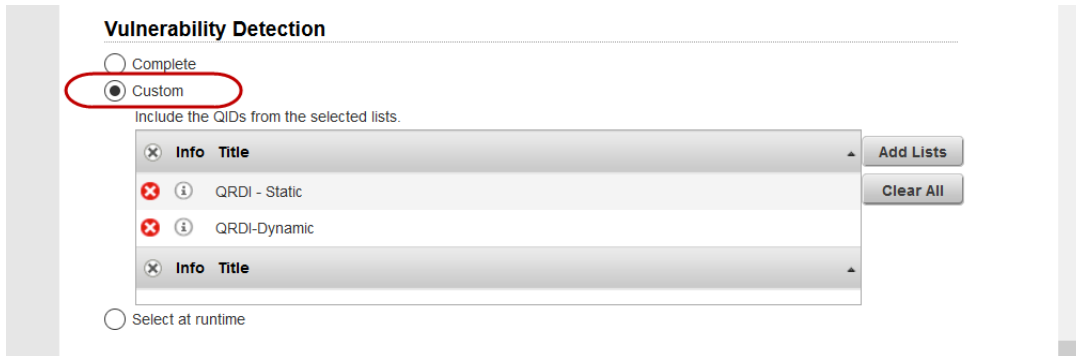 Vulnerability Detection
Complete
Custom
Include the QIDs from the selected lists.
Info Title Add Lists
QRDI - Static Clear All
QRDI-Dynamic
Info Title
Select at runtime